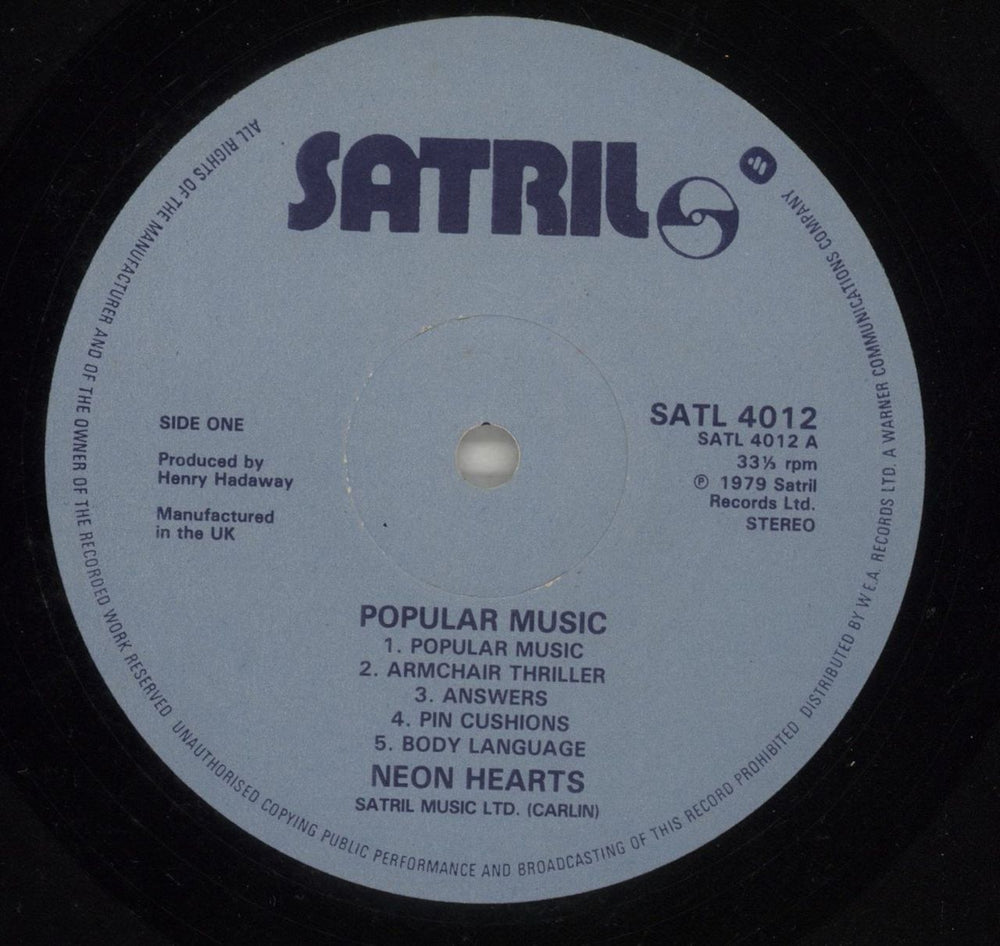 SATRIL
SIDE ONE
Produced by
Henry Hadaway
Manufactured
in the UK
SATL 4012
SATL 4012 A
33⅓ rpm
Ⓟ 1979 Satril
Records Ltd.
STEREO
POPULAR MUSIC
1. POPULAR MUSIC
2. ARMCHAIR THRILLER
3. ANSWERS
4. PIN CUSHIONS
5. BODY LANGUAGE
NEON HEARTS
SATRIL MUSIC LTD. (CARLIN)
ALL RIGHTS OF THE MANUFACTURER AND OF THE OWNER OF THE RECORDED WORK RESERVED UNAUTHORISED COPYING PUBLIC PERFORMANCE AND BROADCASTING OF THIS RECORD PROHIBITED DISTRIBUTED BY W.E.A. RECORDS LTD. A WARNER COMMUNICATIONS COMPANY